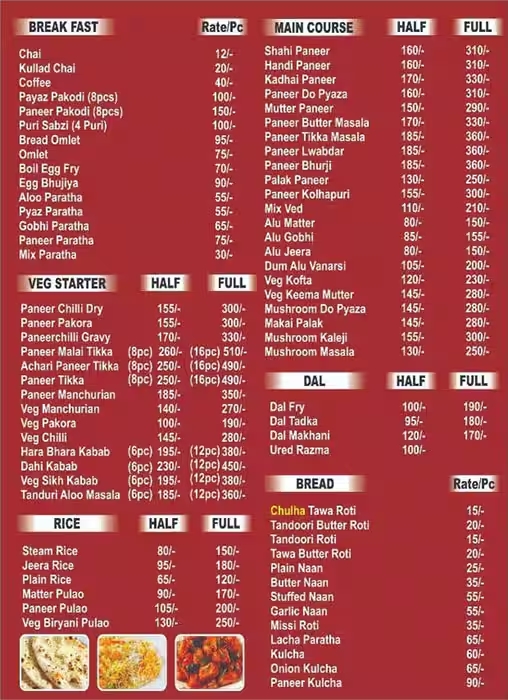 BREAK FAST Rate/Pc
Chai 12/-
Kullad Chai 20/-
Coffee 40/-
Payaz Pakodi (8pcs) 100/-
Paneer Pakodi (8pcs) 150/-
Puri Sabzi (4 Puri) 100/-
Bread Omlet 95/-
Omlet 75/-
Boil Egg Fry 70/-
Egg Bhujiya 90/-
Aloo Paratha 55/-
Pyaz Paratha 55/-
Gobhi Paratha 65/-
Paneer Paratha 75/-
Mix Paratha 30/-
VEG STARTER HALF FULL
Paneer Chilli Dry 155/- 300/-
Paneer Pakora 155/- 300/-
Paneerchilli Gravy 170/- 330/-
Paneer Malai Tikka (8pc) 260/- (16pc) 510/-
Achari Paneer Tikka (8pc) 250/- (16pc) 490/-
Paneer Tikka (8pc) 250/- (16pc) 490/-
Paneer Manchurian 185/- 350/-
Veg Manchurian 140/- 270/-
Veg Pakora 100/- 190/-
Veg Chilli 145/- 280/-
Hara Bhara Kabab (6pc) 195/- (12pc) 380/-
Dahi Kabab (6pc) 230/- (12pc) 450/-
Veg Sikh Kabab (6pc) 195/- (12pc) 380/-
Tanduri Aloo Masala (6pc) 185/- (12pc) 360/-
RICE HALF FULL
Steam Rice 80/- 150/-
Jeera Rice 95/- 180/-
Plain Rice 65/- 120/-
Matter Pulao 90/- 170/-
Paneer Pulao 105/- 200/-
Veg Biryani Pulao 130/- 250/-
MAIN COURSE HALF FULL
Shahi Paneer 160/- 310/-
Handi Paneer 160/- 310/-
Kadhai Paneer 170/- 330/-
Paneer Do Pyaza 160/- 310/-
Mutter Paneer 150/- 290/-
Paneer Butter Masala 170/- 330/-
Paneer Tikka Masala 185/- 360/-
Paneer Lwabdar 185/- 360/-
Paneer Bhurji 185/- 360/-
Palak Paneer 130/- 250/-
Paneer Kolhapuri 155/- 300/-
Mix Ved 110/- 210/-
Alu Matter 80/- 150/-
Alu Gobhi 85/- 155/-
Alu Jeera 80/- 150/-
Dum Alu Vanarsi 105/- 200/-
Veg Kofta 120/- 230/-
Veg Keema Mutter 145/- 280/-
Mushroom Do Pyaza 145/- 280/-
Makai Palak 145/- 280/-
Mushroom Kaleji 155/- 300/-
Mushroom Masala 130/- 250/-
DAL HALF FULL
Dal Fry 100/- 190/-
Dal Tadka 95/- 180/-
Dal Makhani 120/- 170/-
Ured Razma 100/-
BREAD Rate/Pc
Chulha Tawa Roti 15/-
Tandoori Butter Roti 20/-
Tandoori Roti 15/-
Tawa Butter Roti 20/-
Plain Naan 25/-
Butter Naan 35/-
Stuffed Naan 55/-
Garlic Naan 55/-
Missi Roti 35/-
Lacha Paratha 65/-
Kulcha 60/-
Onion Kulcha 65/-
Paneer Kulcha 90/-